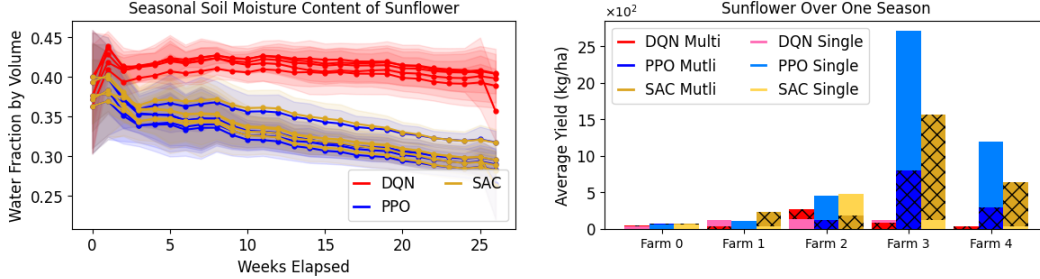 Seasonal Soil Moisture Content of Sunflower
Water Fraction by Volume
0.45
0.40
0.35
0.30
0.25
DQN
PPO
SAC
0 5 10 15 20 25
Weeks Elapsed
Sunflower Over One Season
×10²
Average Yield (kg/ha)
25
20
15
10
5
0
DQN Multi
PPO Mutli
SAC Mutli
DQN Single
PPO Single
SAC Single
Farm 0 Farm 1 Farm 2 Farm 3 Farm 4